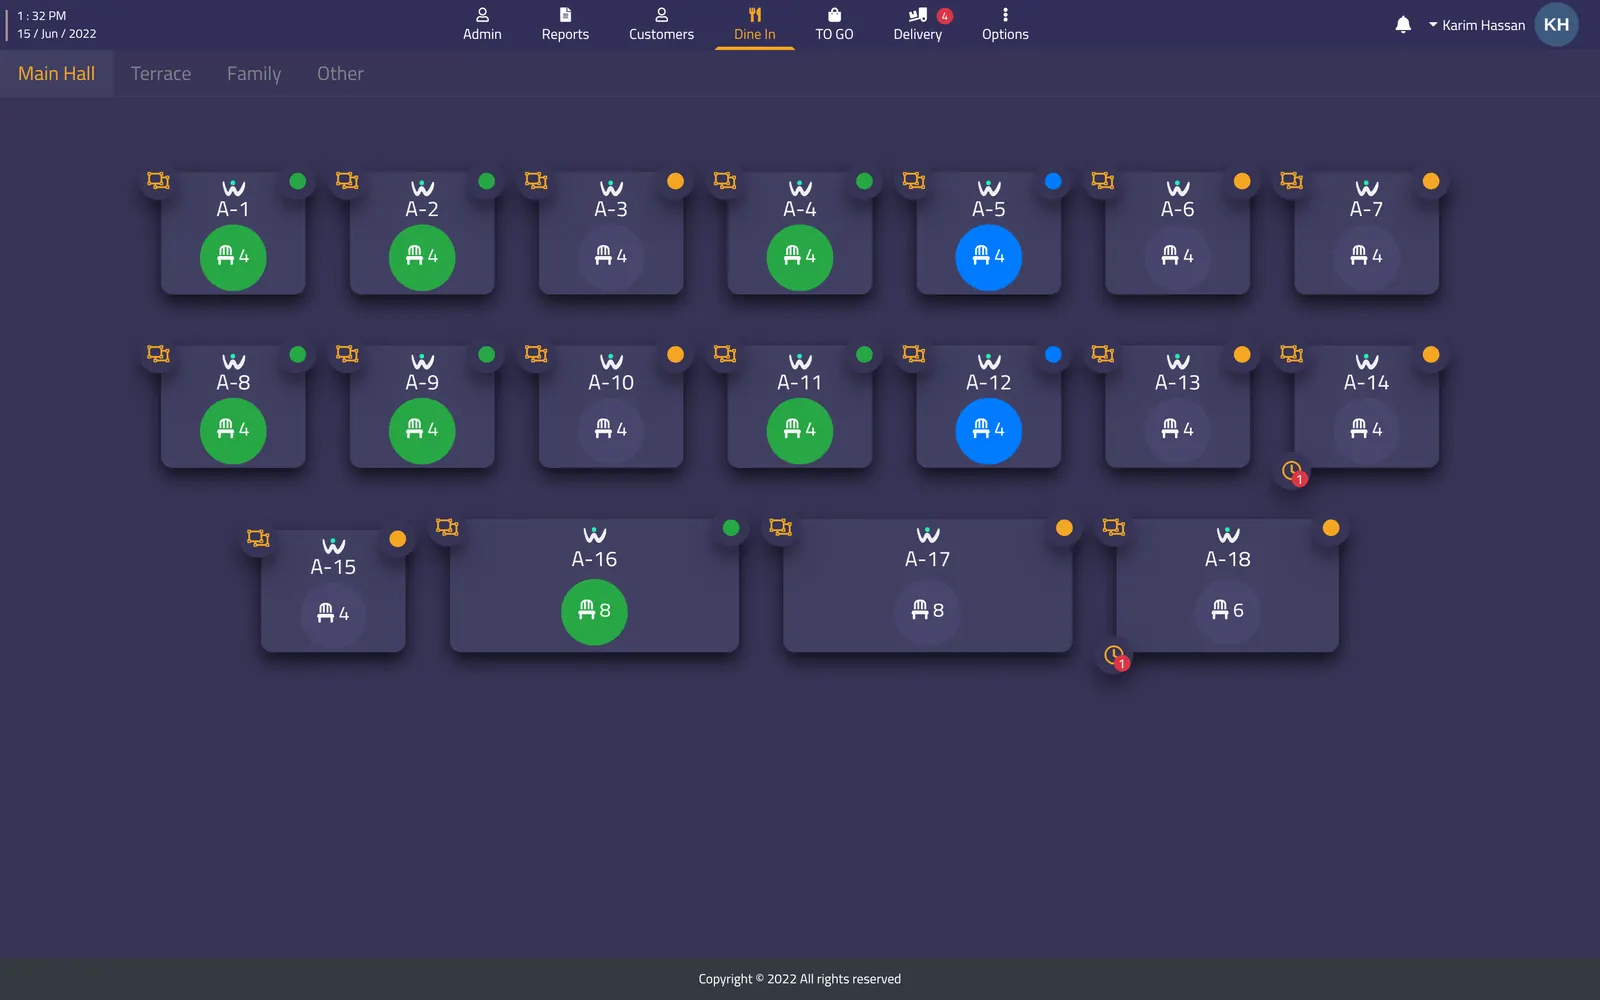 1 : 32 PM
15 / Jun / 2022
Admin
Reports
Customers
Dine In
TO GO
4
Delivery
Options
Karim Hassan
KH
Main Hall
Terrace
Family
Other
A-1
4
A-2
4
A-3
4
A-4
4
A-5
4
A-6
4
A-7
4
A-8
4
A-9
4
A-10
4
A-11
4
A-12
4
A-13
4
A-14
4
1
A-15
4
A-16
8
A-17
8
A-18
6
1
Copyright © 2022 All rights reserved